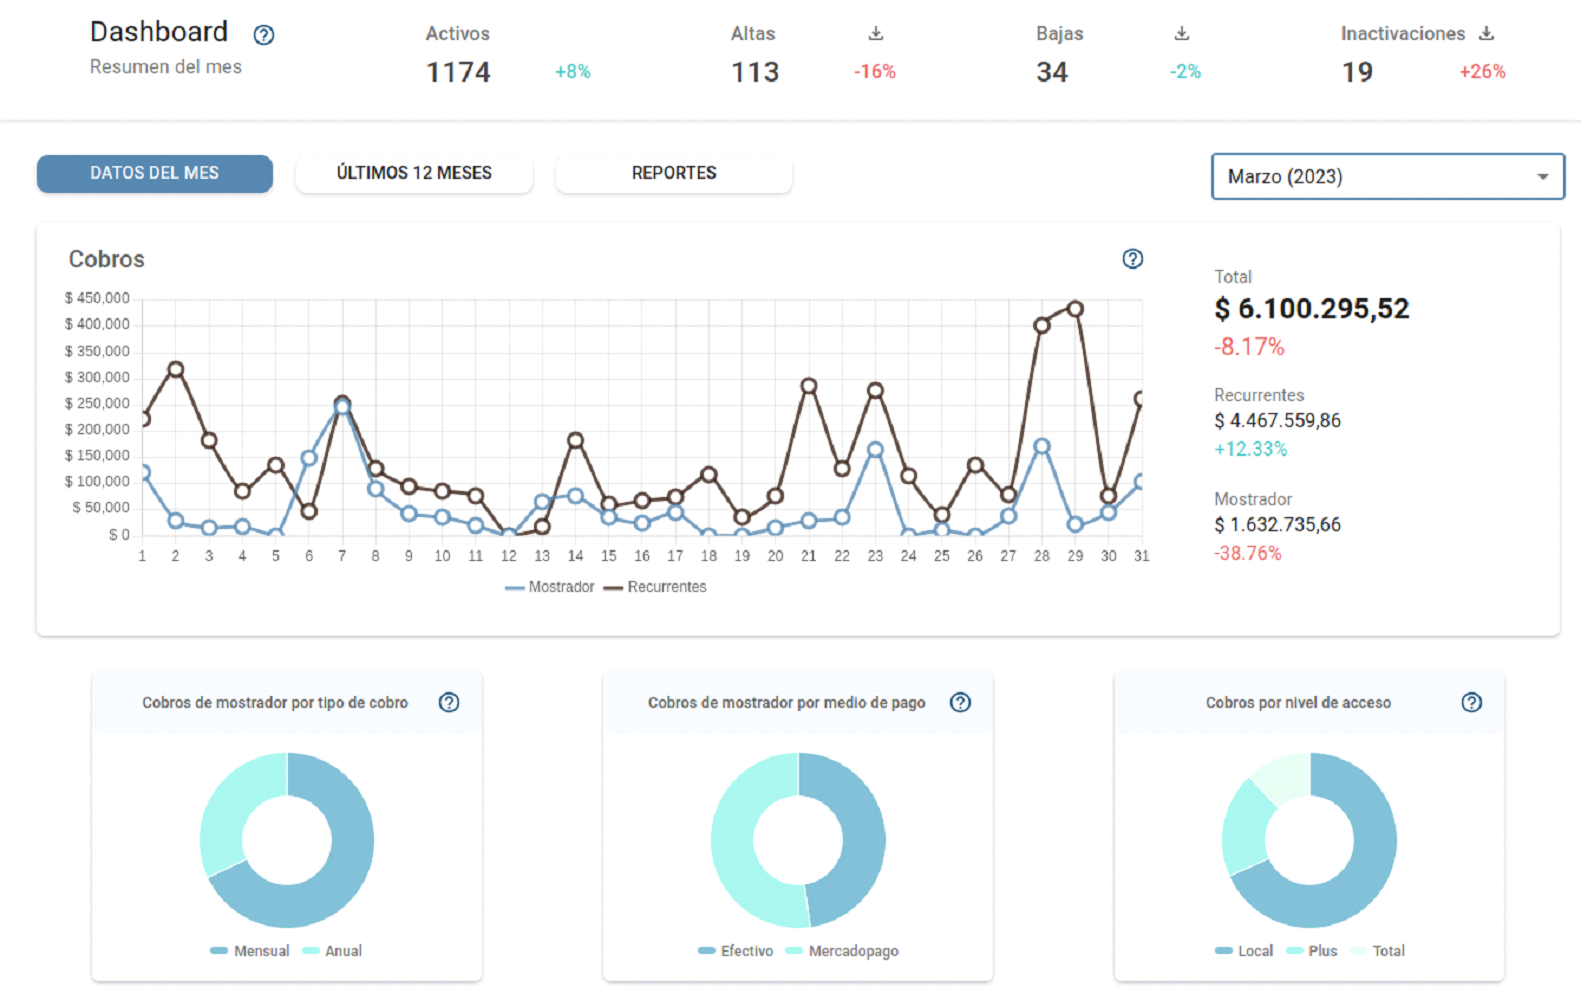 Dashboard
Resumen del mes
Activos
1174 +8%
Altas
113 -16%
Bajas
34 -2%
Inactivaciones
19 +26%
DATOS DEL MES
ÚLTIMOS 12 MESES
REPORTES
Marzo (2023)
Cobros
$ 450,000
$ 400,000
$ 350,000
$ 300,000
$ 250,000
$ 200,000
$ 150,000
$ 100,000
$ 50,000
$ 0
1 2 3 4 5 6 7 8 9 10 11 12 13 14 15 16 17 18 19 20 21 22 23 24 25 26 27 28 29 30 31
Mostrador Recurrentes
Total
$ 6.100.295,52
-8.17%
Recurrentes
$ 4.467.559,86
+12.33%
Mostrador
$ 1.632.735,66
-38.76%
Cobros de mostrador por tipo de cobro
Mensual Anual
Cobros de mostrador por medio de pago
Efectivo Mercadopago
Cobros por nivel de acceso
Local Plus Total